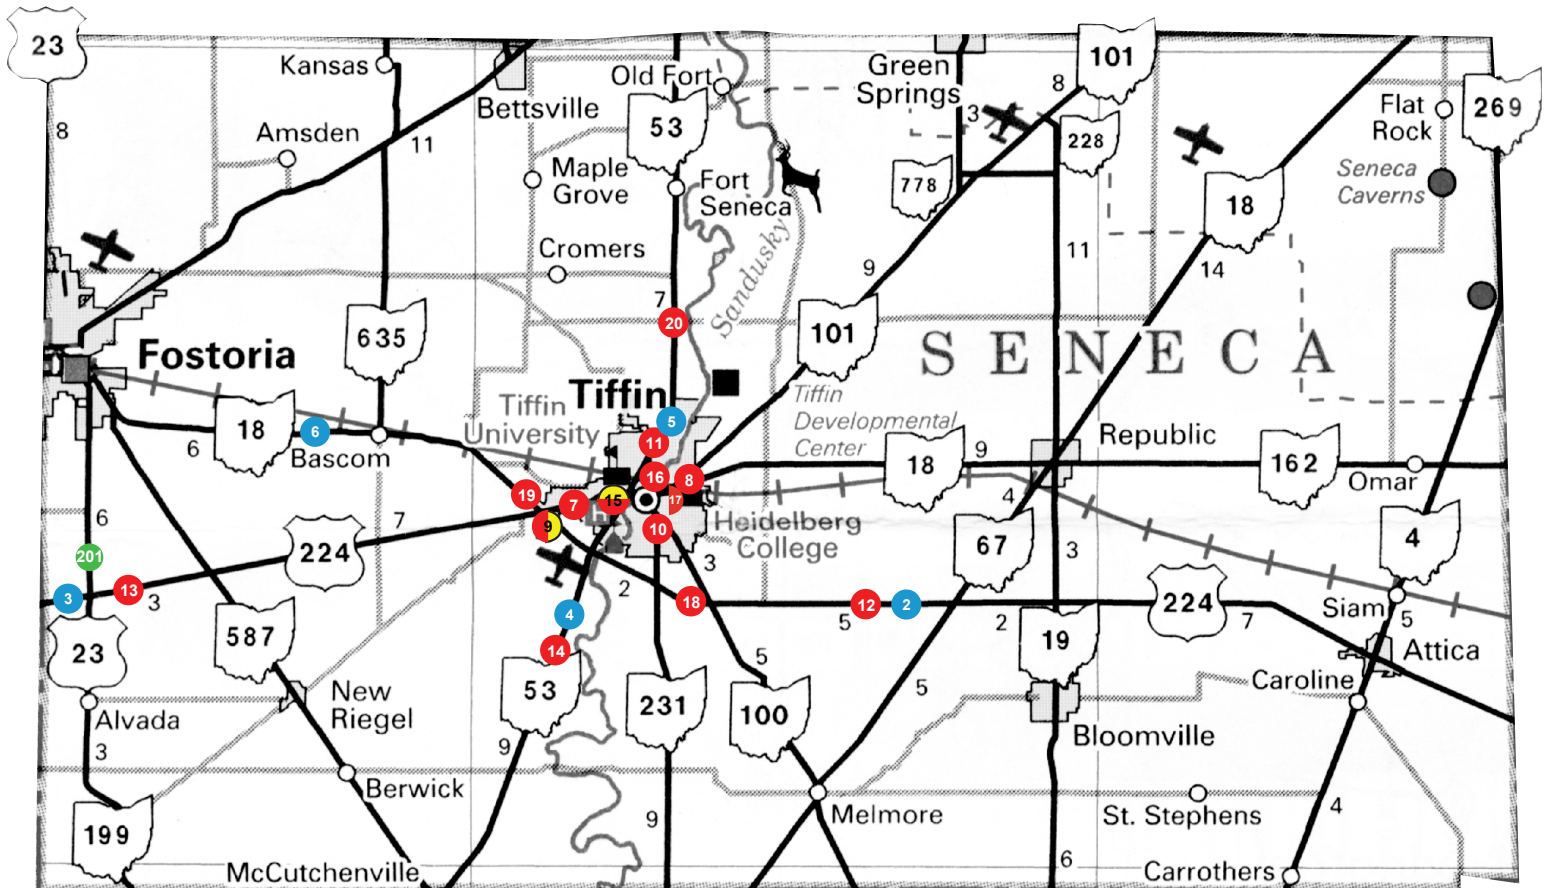 23
101
Kansas
Old Fort
Green
Springs
8
Bettsville
53
3
Flat
Rock
269
8
Amsden
11
228
Maple
Grove
Fort
Seneca
778
Seneca
Caverns
18
Cromers
Sandusky
9
11
14
7
20
635
101
SENECA
Fostoria
Tiffin
Tiffin
University
Tiffin
Developmental
Center
5
6
18
6
Bascom
11
Republic
18
9
162
Omar
16
8
19
7
15
17
4
9
10
Heidelberg
College
6
7
224
3
67
3
4
201
2
3
13
3
18
12
2
5
2
224
7
Siam
5
4
587
23
14
19
Attica
53
5
5
Caroline
New
Riegel
231
100
Alvada
Bloomville
3
9
Berwick
Melmore
St. Stephens
4
199
9
McCutchenville
6
Carrothers